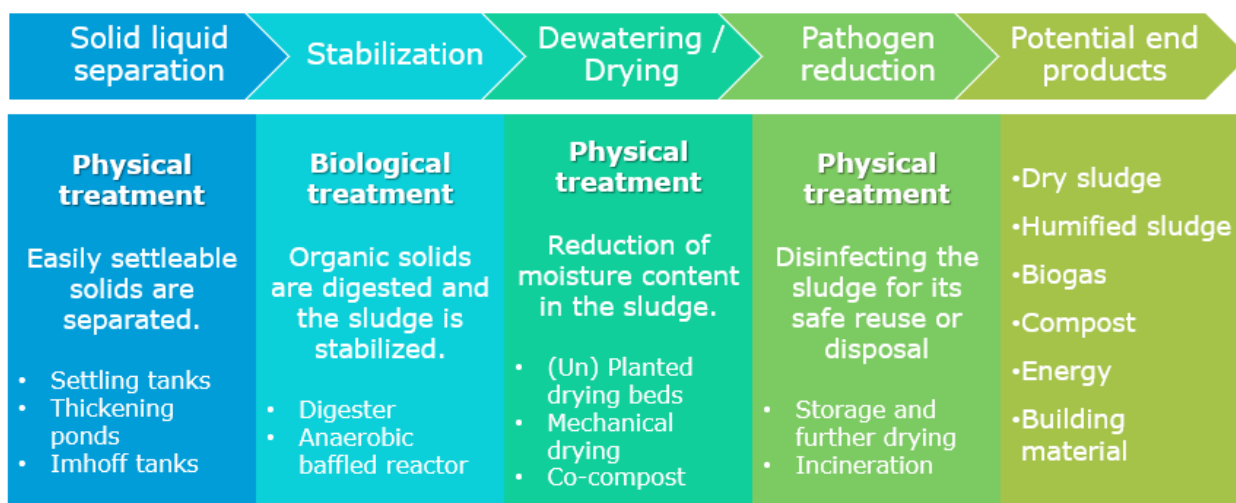 Solid liquid
separation
Stabilization
Dewatering /
Drying
Pathogen
reduction
Potential end
products
Physical
treatment
Easily settleable
solids are
separated.
• Settling tanks
• Thickening
ponds
• Imhoff tanks
Biological
treatment
Organic solids
are digested and
the sludge is
stabilized.
• Digester
• Anaerobic
baffled reactor
Physical
treatment
Reduction of
moisture content
in the sludge.
• (Un) Planted
drying beds
• Mechanical
drying
• Co-compost
Physical
treatment
Disinfecting the
sludge for its
safe reuse or
disposal
• Storage and
further drying
• Incineration
•Dry sludge
•Humified sludge
•Biogas
•Compost
•Energy
•Building
material